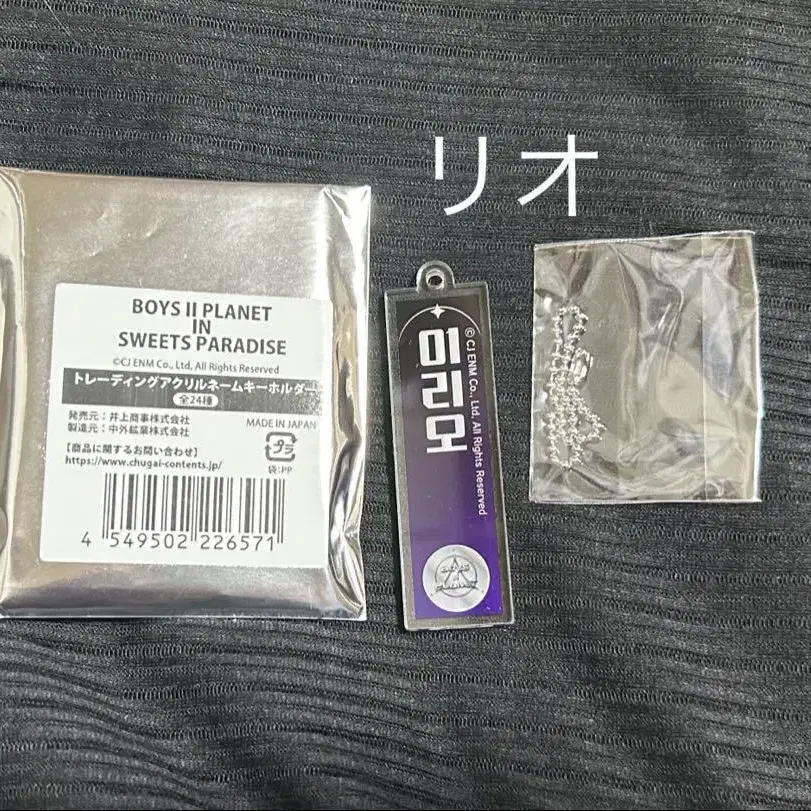 リオ
BOYS II PLANET
IN
SWEETS PARADISE
©CJ ENM Co., Ltd, All Rights Reserved
トレーディングアクリルネームキーホルダー
全24種
発売元：井上商事株式会社
製造元：中外鉱業株式会社
MADE IN JAPAN
【商品に関するお問い合わせ】
https://www.chugai-contents.jp/
プラ
袋:PP
4 549502 226571
이리오
©CJ ENM Co., Ltd, All Rights Reserved